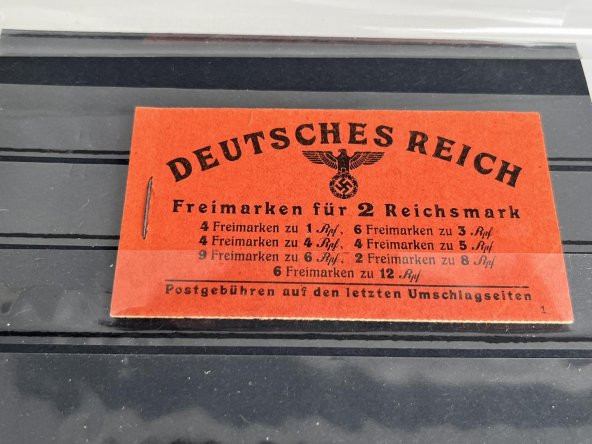 DEUTSCHES REICH
Freimarken für 2 Reichsmark
4 Freimarken zu 1 Rpf, 6 Freimarken zu 3 Rpf
4 Freimarken zu 4 Rpf, 4 Freimarken zu 5 Rpf
9 Freimarken zu 6 Rpf, 2 Freimarken zu 8 Rpf
6 Freimarken zu 12 Rpf
Postgebühren auf den letzten Umschlagseiten
1